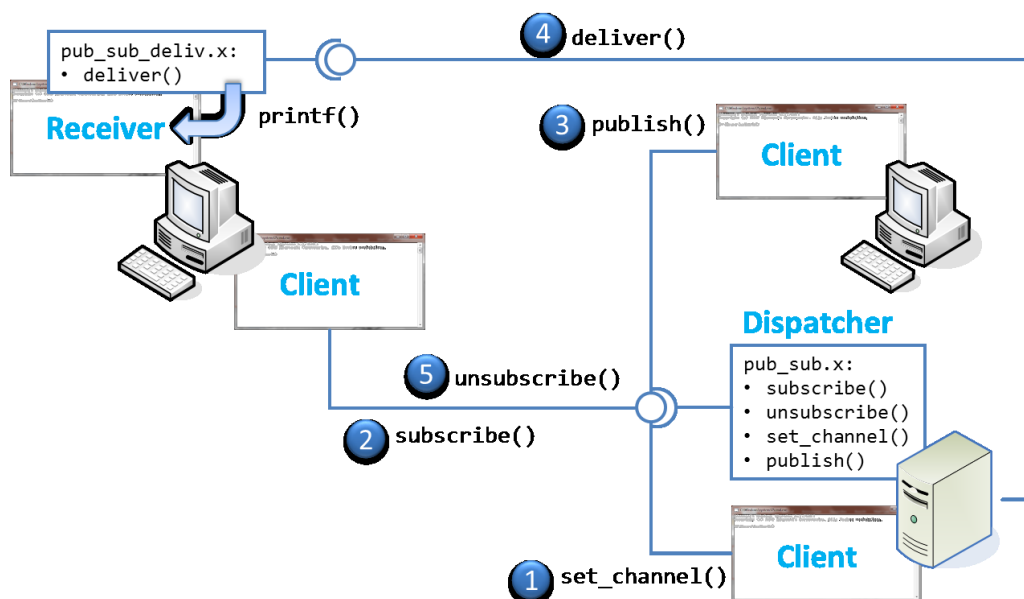 pub_sub_deliv.x:
• deliver()
printf()
Receiver
4 deliver()
3 publish()
Client
Client
Dispatcher
pub_sub.x:
• subscribe()
• unsubscribe()
• set_channel()
• publish()
5 unsubscribe()
2 subscribe()
Client
1 set_channel()